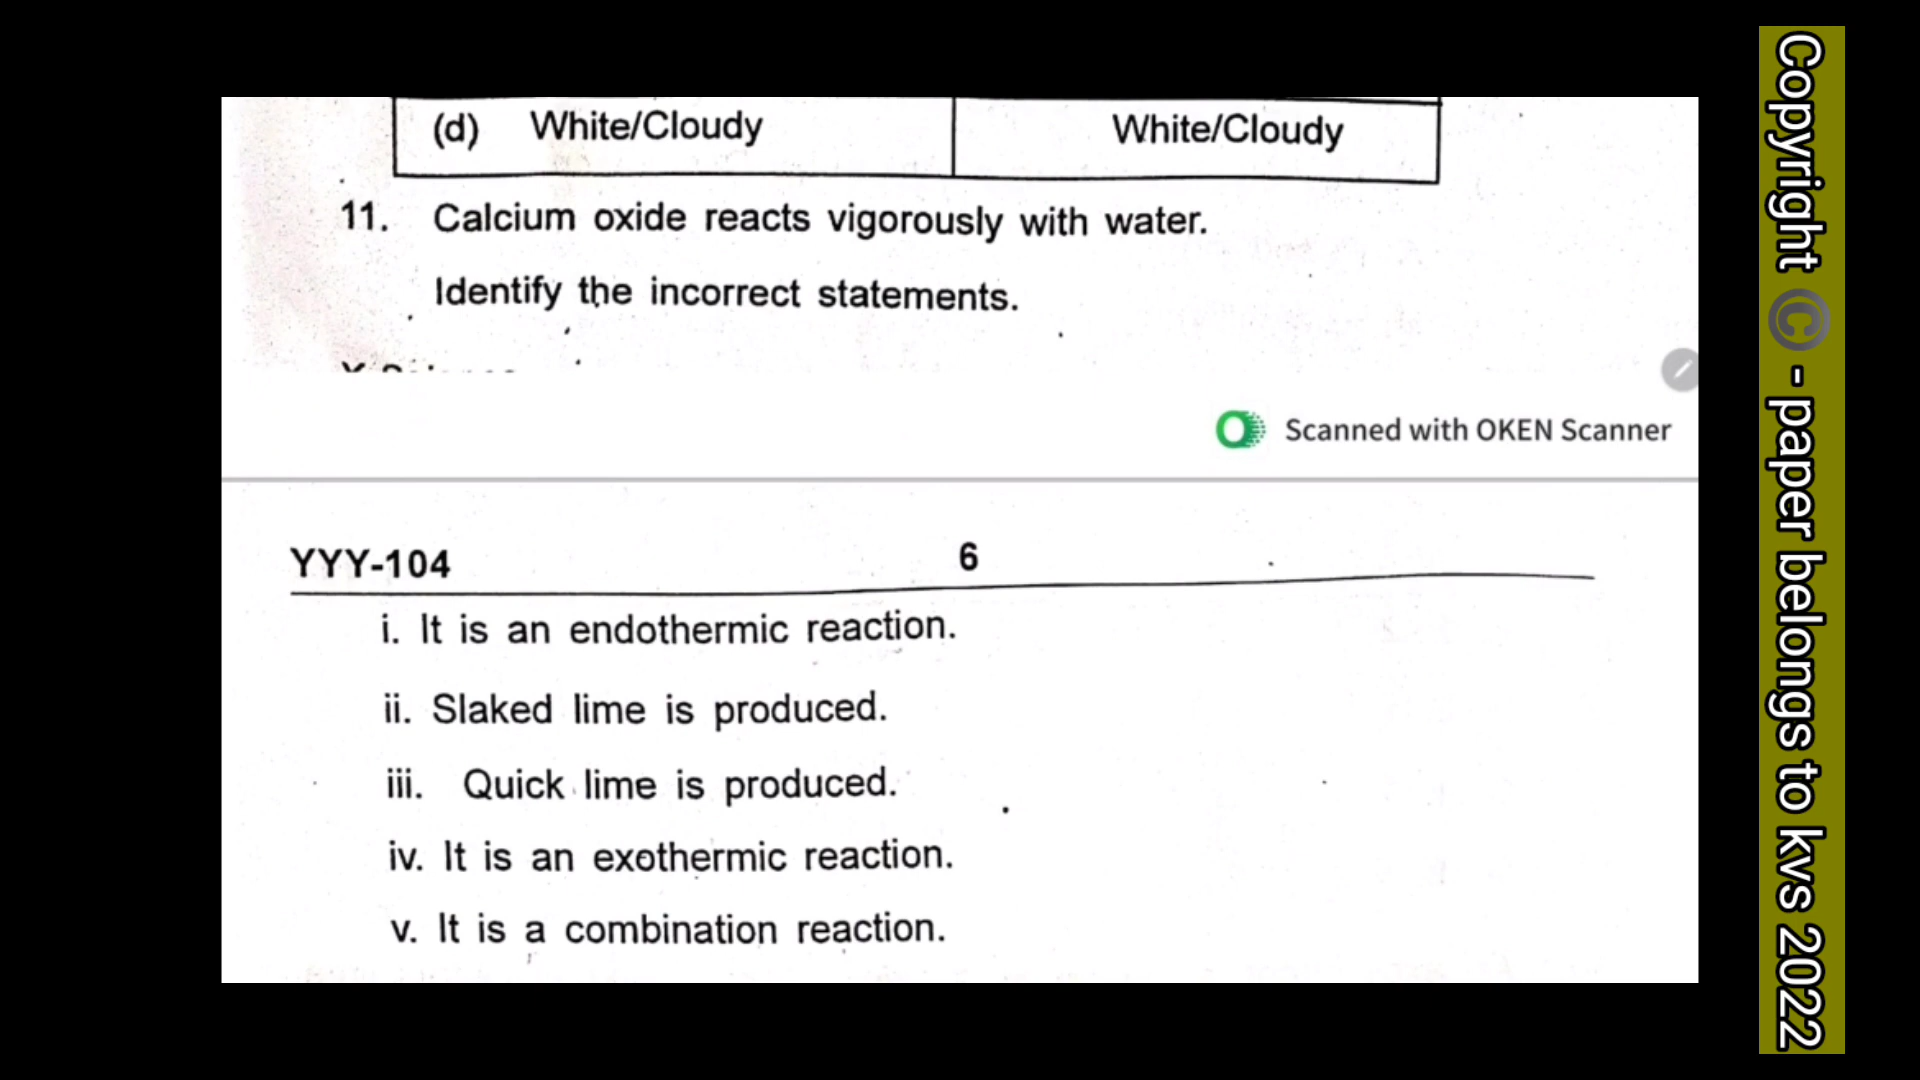 (d) White/Cloudy White/Cloudy
11. Calcium oxide reacts vigorously with water.
Identify the incorrect statements.
Scanned with OKEN Scanner
YYY-104 6
i. It is an endothermic reaction.
ii. Slaked lime is produced.
iii. Quick lime is produced.
iv. It is an exothermic reaction.
v. It is a combination reaction.
Copyright © - paper belongs to kvs 2022